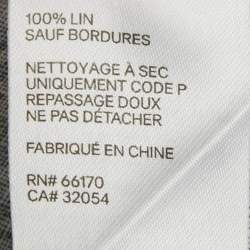 100% LIN
SAUF BORDURES
NETTOYAGE À SEC
UNIQUEMENT CODE P
REPASSAGE DOUX
NE PAS DÉTACHER
FABRIQUÉ EN CHINE
RN# 66170
CA# 32054